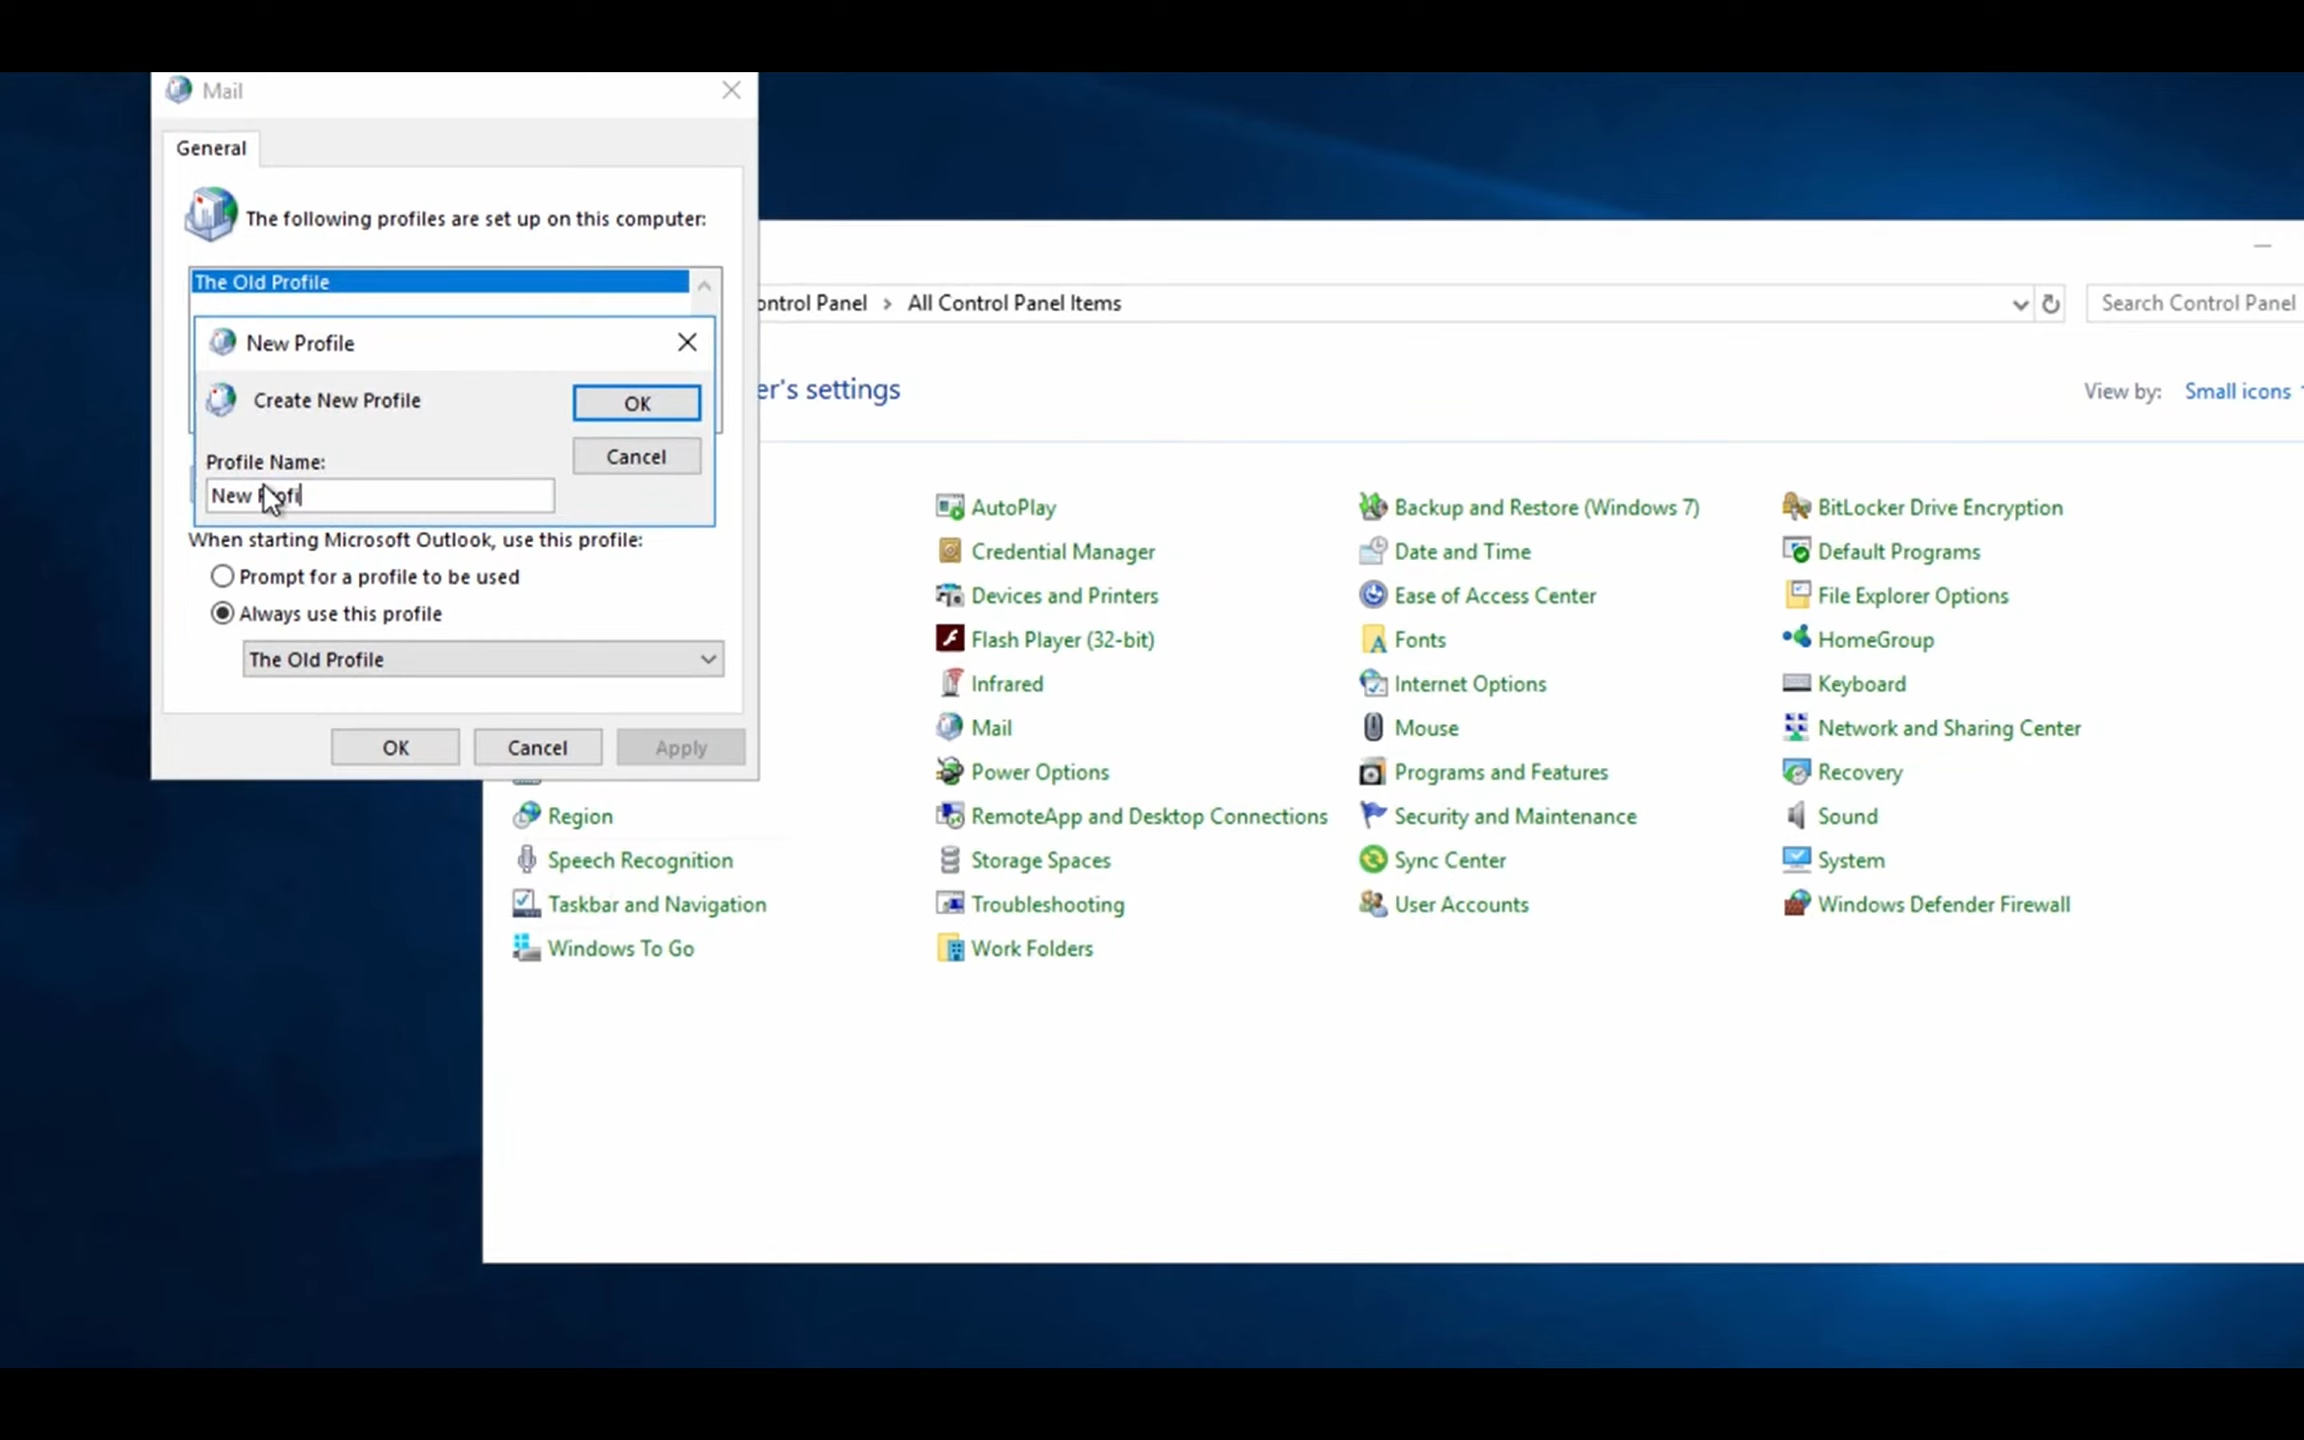 Mail
General
The following profiles are set up on this computer:
The Old Profile
New Profile
Create New Profile
OK
Profile Name:
Cancel
New
When starting Microsoft Outlook, use this profile:
Prompt for a profile to be used
Always use this profile
The Old Profile
OK
Cancel
Apply
ontrol Panel > All Control Panel Items
Search Control Panel
er's settings
View by: Small icons
AutoPlay
Backup and Restore (Windows 7)
BitLocker Drive Encryption
Credential Manager
Date and Time
Default Programs
Devices and Printers
Ease of Access Center
File Explorer Options
Flash Player (32-bit)
Fonts
HomeGroup
Infrared
Internet Options
Keyboard
Mail
Mouse
Network and Sharing Center
Power Options
Programs and Features
Recovery
Region
RemoteApp and Desktop Connections
Security and Maintenance
Sound
Speech Recognition
Storage Spaces
Sync Center
System
Taskbar and Navigation
Troubleshooting
User Accounts
Windows Defender Firewall
Windows To Go
Work Folders